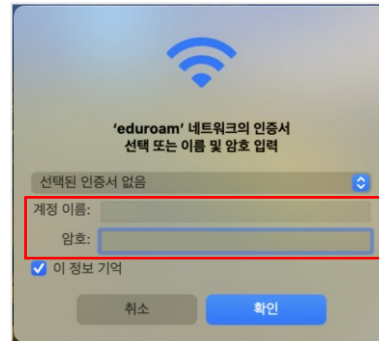 ‘eduroam’ 네트워크의 인증서
선택 또는 이름 및 암호 입력
선택된 인증서 없음
계정 이름:
암호:
이 정보 기억
취소 확인